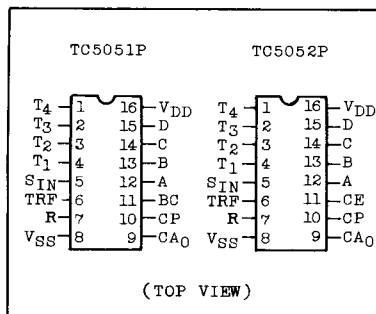 TC5051P TC5052P
T4 1 16 VDD T4 1 16 VDD
T3 2 15 D T3 2 15 D
T2 3 14 C T2 3 14 C
T1 4 13 B T1 4 13 B
SIN 5 12 A SIN 5 12 A
TRF 6 11 BC TRF 6 11 CE
R 7 10 CP R 7 10 CP
VSS 8 9 CAO VSS 8 9 CAO
(TOP VIEW)